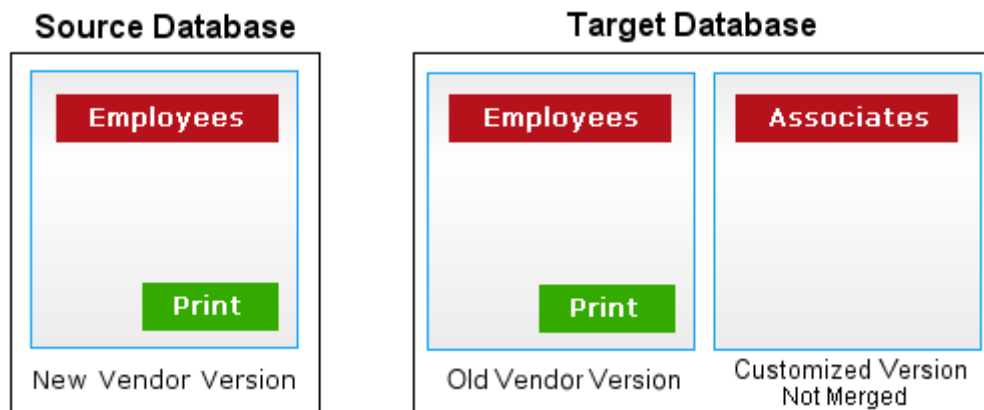 Source Database
Employees
Print
New Vendor Version
Target Database
Employees
Print
Old Vendor Version
Associates
Customized Version
Not Merged